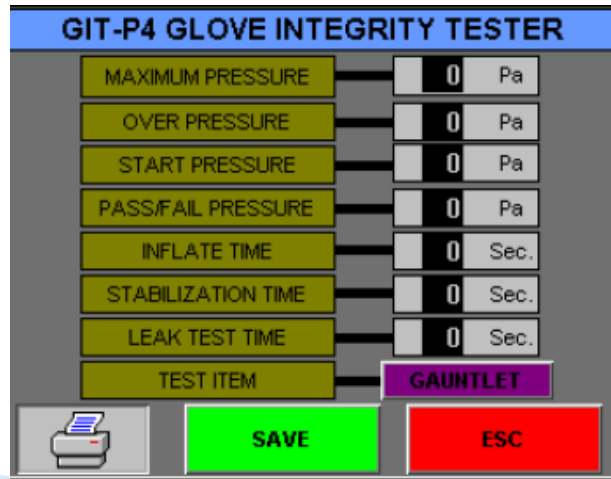 GIT-P4 GLOVE INTEGRITY TESTER
MAXIMUM PRESSURE 0 Pa
OVER PRESSURE 0 Pa
START PRESSURE 0 Pa
PASS/FAIL PRESSURE 0 Pa
INFLATE TIME 0 Sec.
STABILIZATION TIME 0 Sec.
LEAK TEST TIME 0 Sec.
TEST ITEM GAUNTLET
SAVE ESC